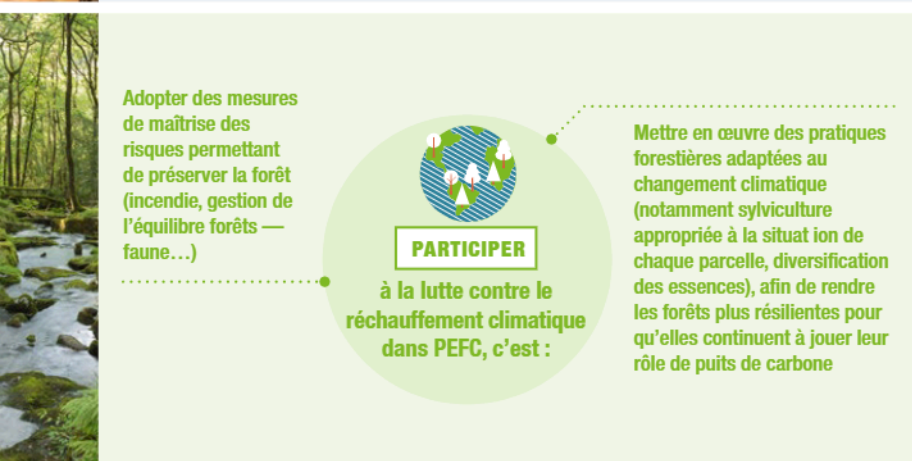 Adopter des mesures
de maîtrise des
risques permettant
de préserver la forêt
(incendie, gestion de
l'équilibre forêts —
faune…)
PARTICIPER
à la lutte contre le
réchauffement climatique
dans PEFC, c'est :
Mettre en œuvre des pratiques
forestières adaptées au
changement climatique
(notamment sylviculture
appropriée à la situat ion de
chaque parcelle, diversification
des essences), afin de rendre
les forêts plus résilientes pour
qu'elles continuent à jouer leur
rôle de puits de carbone